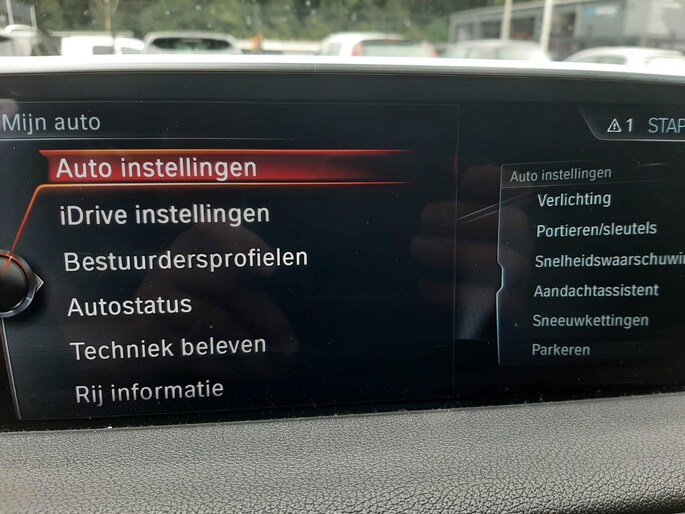 Mijn auto
1 STAP
Auto instellingen
iDrive instellingen
Bestuurdersprofielen
Autostatus
Techniek beleven
Rij informatie
Auto instellingen
Verlichting
Portieren/sleutels
Snelheidswaarschuwi
Aandachtassistent
Sneeuwkettingen
Parkeren